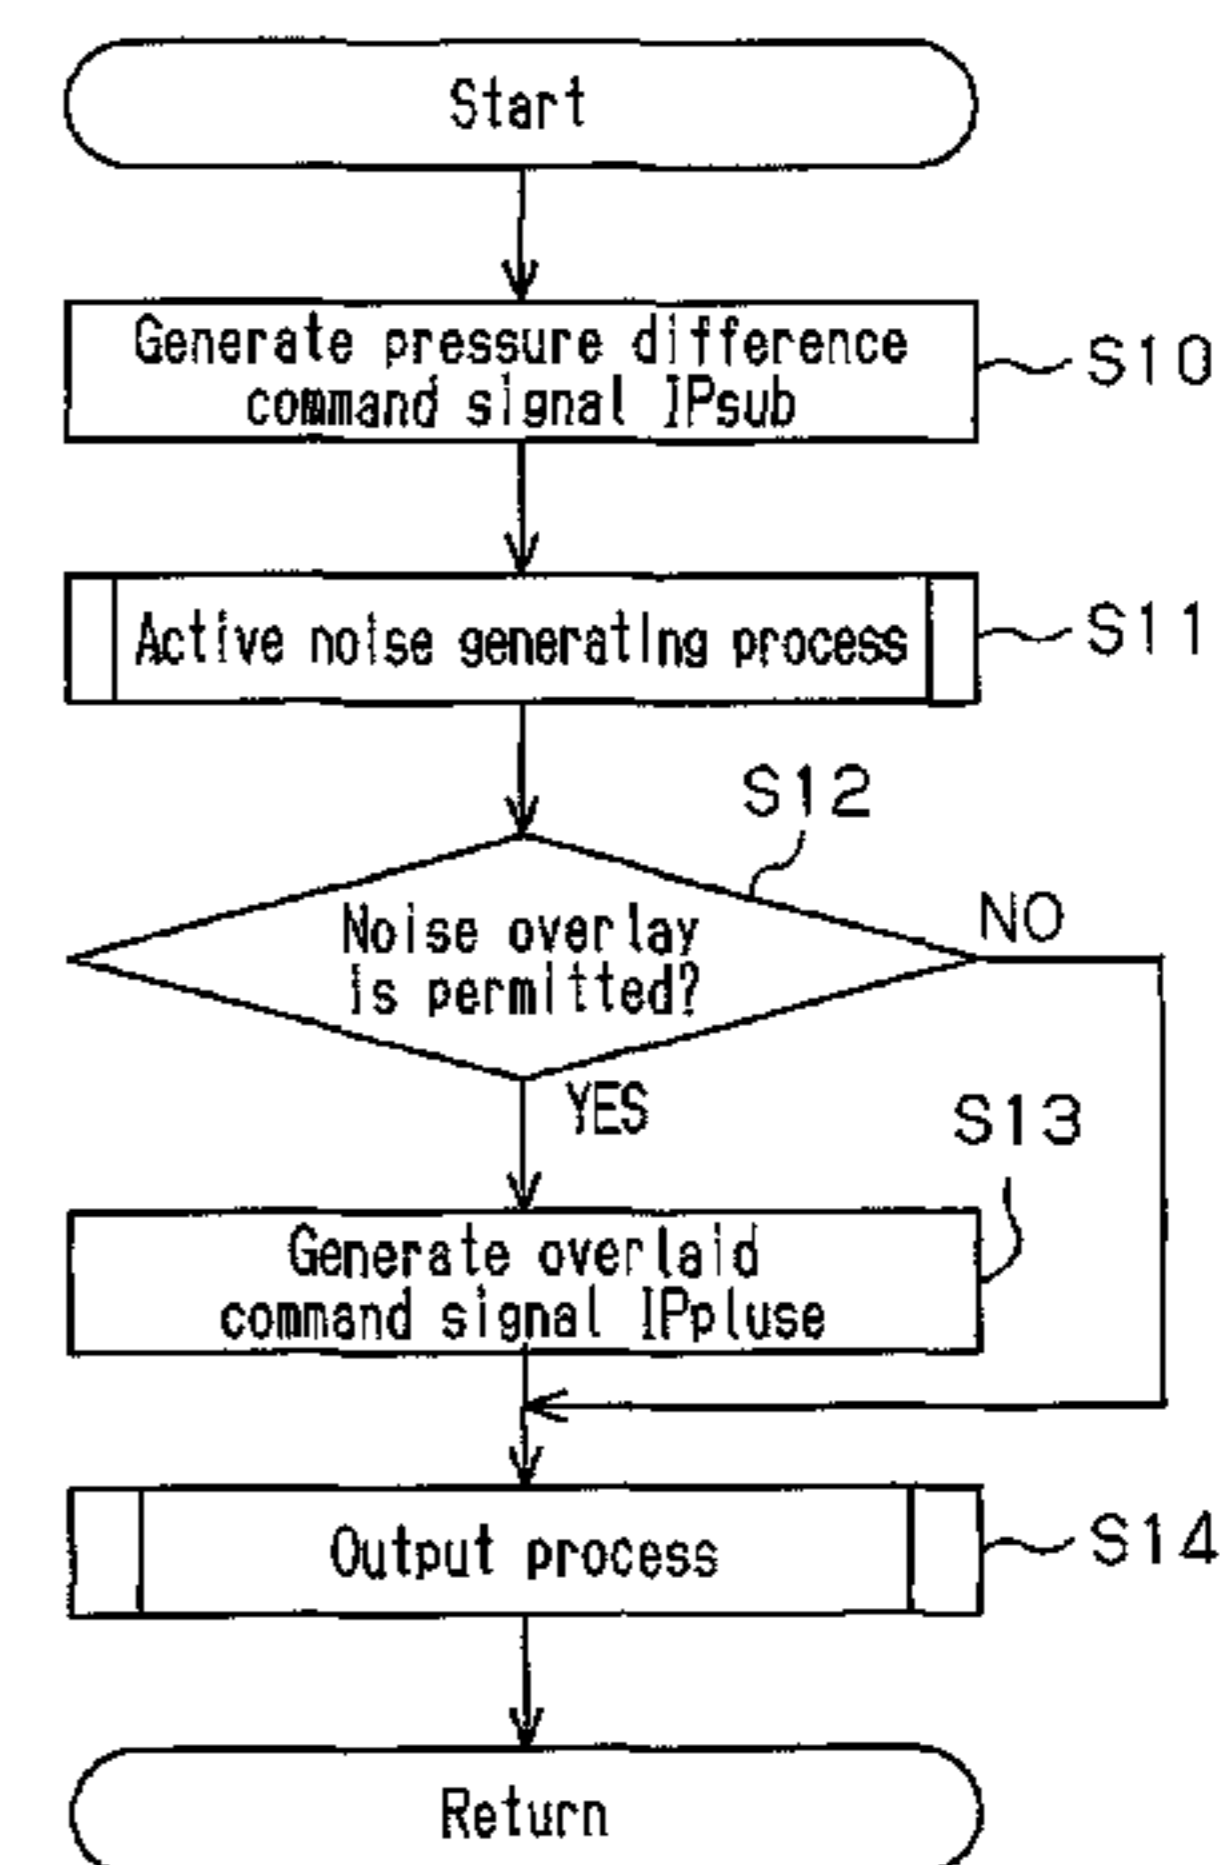 Start
Generate pressure difference
command signal IPsub
S10
Active noise generating process
S11
S12
Noise overlay
is permitted?
NO
YES
S13
Generate overlaid
command signal IPpluse
Output process
S14
Return